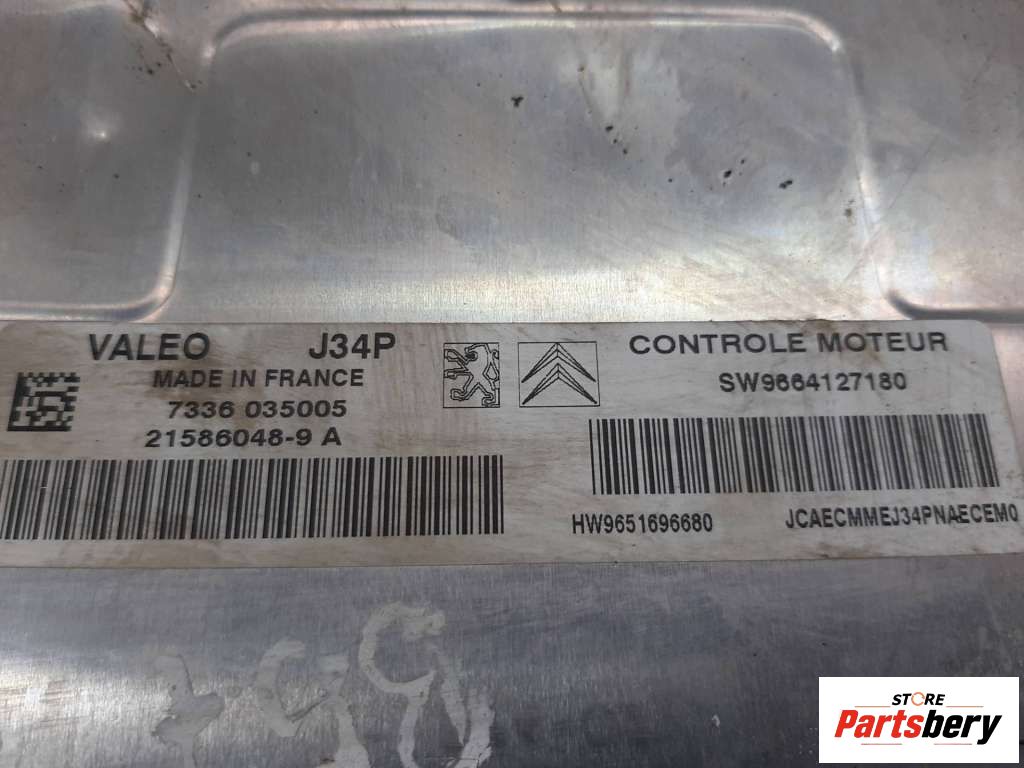 VALEO J34P
MADE IN FRANCE
7336 035005
21586048-9 A
CONTROLE MOTEUR
SW9664127180
HW9651696680 JCAECMMEJ34PNAECEM0
STORE
Partsbery